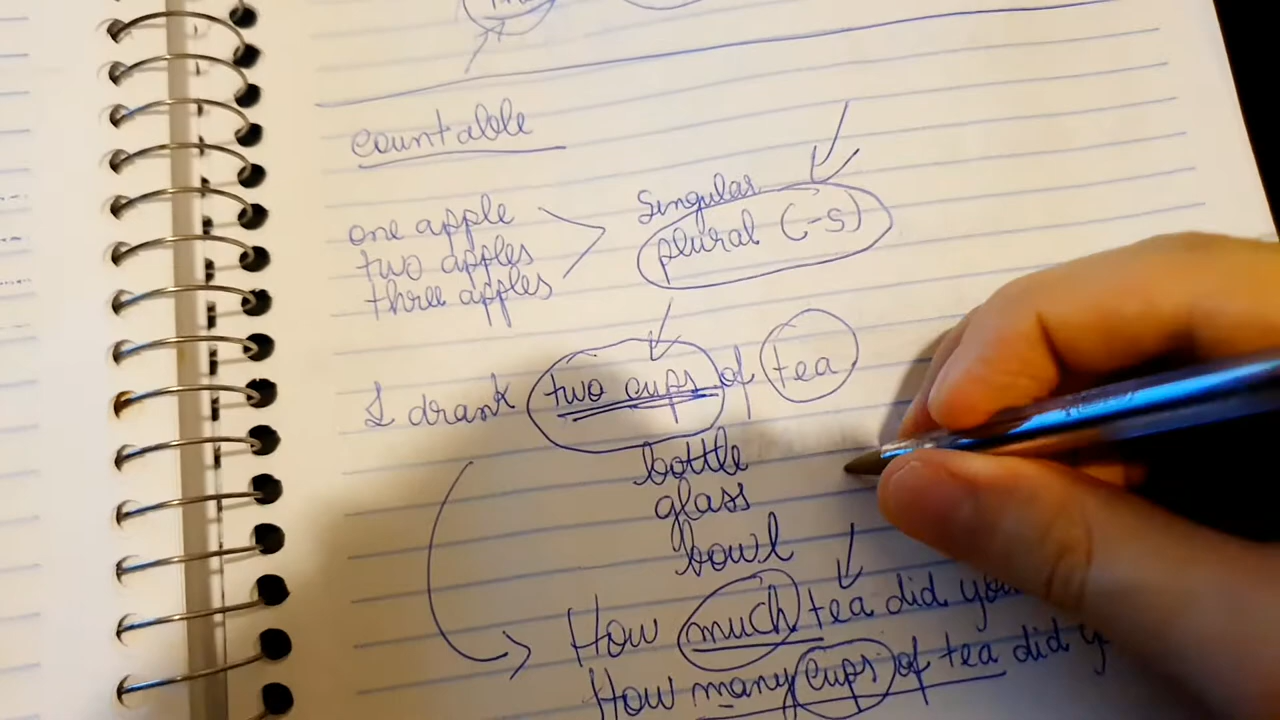 countable
one apple
two apples
three apples
singular
plural (-s)
I drank two cups of tea
bottle
glass
bowl
How much tea did you
How many cups of tea did y